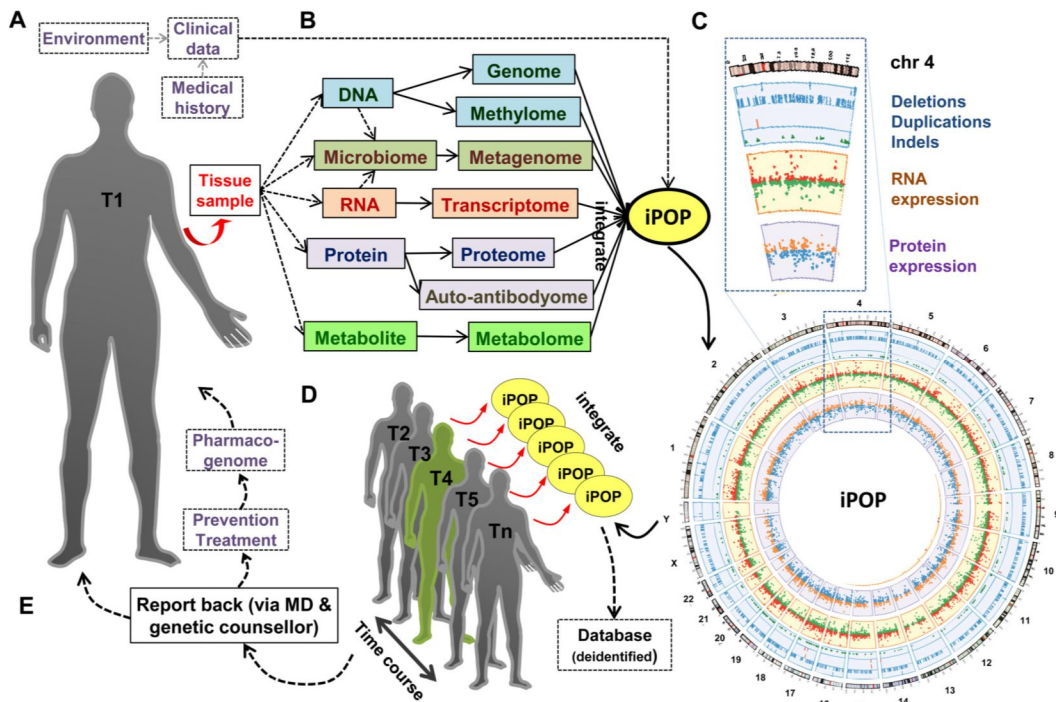 A
Environment
Clinical
data
Medical
history
T1
Tissue
sample
B
DNA
Genome
Methylome
Microbiome
Metagenome
RNA
Transcriptome
Protein
Proteome
Auto-antibodyome
Metabolite
Metabolome
integrate
iPOP
C
chr 4
Deletions
Duplications
Indels
RNA
expression
Protein
expression
1
2
3
4
5
6
7
8
9
10
11
12
13
14
17
18
19
20
21
22
X
Y
iPOP
D
T2
T3
T4
T5
Tn
iPOP
iPOP
iPOP
iPOP
iPOP
integrate
Time course
Database
(deidentified)
E
Pharmaco-
genome
Prevention
Treatment
Report back (via MD &
genetic counsellor)